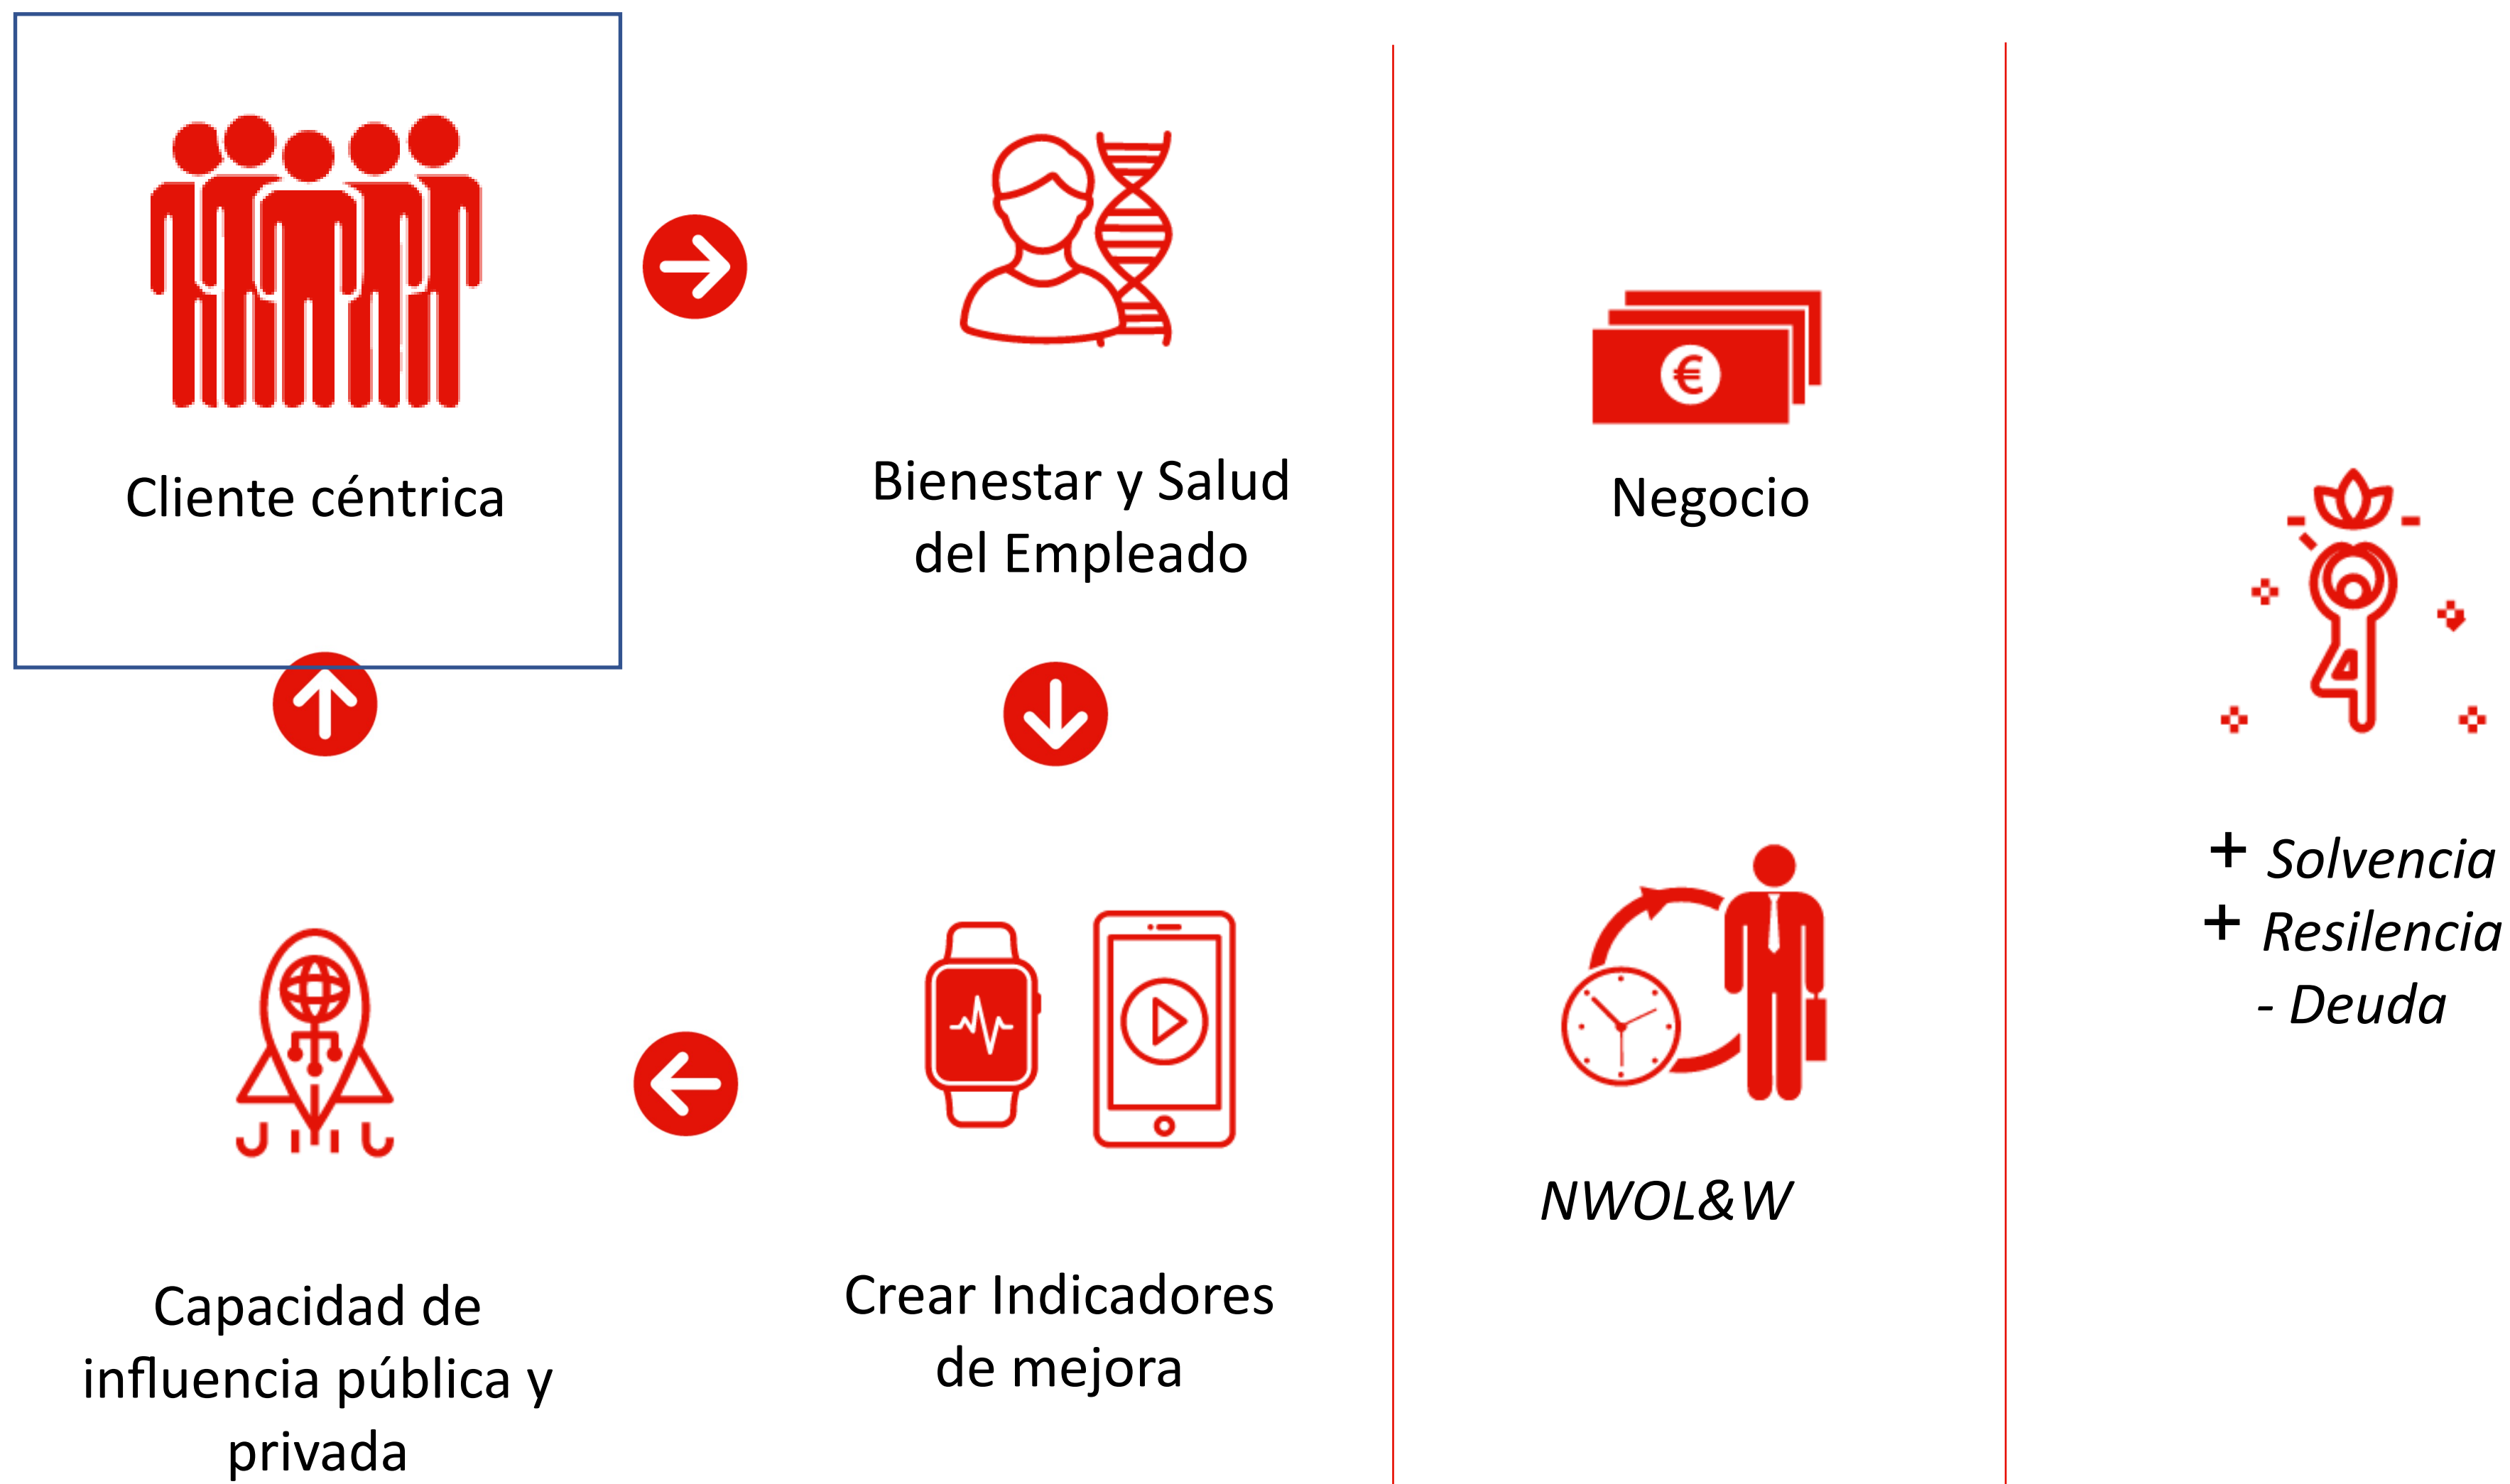 Cliente céntrica
Bienestar y Salud
del Empleado
Capacidad de
influencia pública y
privada
Crear Indicadores
de mejora
€
Negocio
NWOL&W
+ Solvencia
+ Resilencia
- Deuda